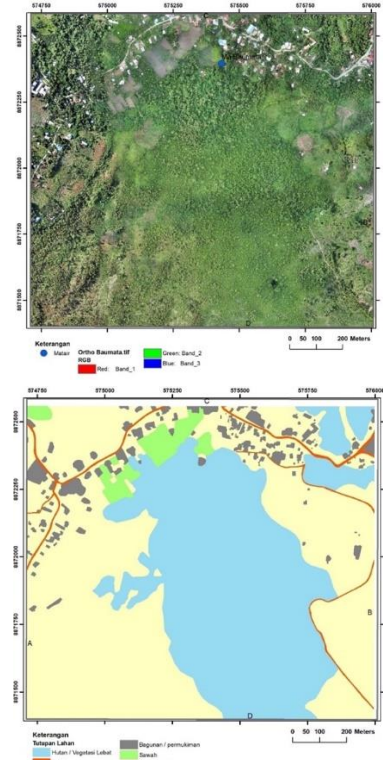 C
574750 575000 575250 575500 575750 576000
8872500
8872250
8872000
8871750
8871500
D
Keterangan
Mataair
Ortho Baumata.tif
RGB
Red: Band_1
Green: Band_2
Blue: Band_3
0 50 100 200 Meters
574750 575000 575250 575500 575750 576000
C
8872500
8872250
8872000
8871750
8871500
A
B
D
Keterangan
Tutupan Lahan
Hutan / Vegetasi Lebat
Bagunan / permukiman
Sawah
0 50 100 200 Meters